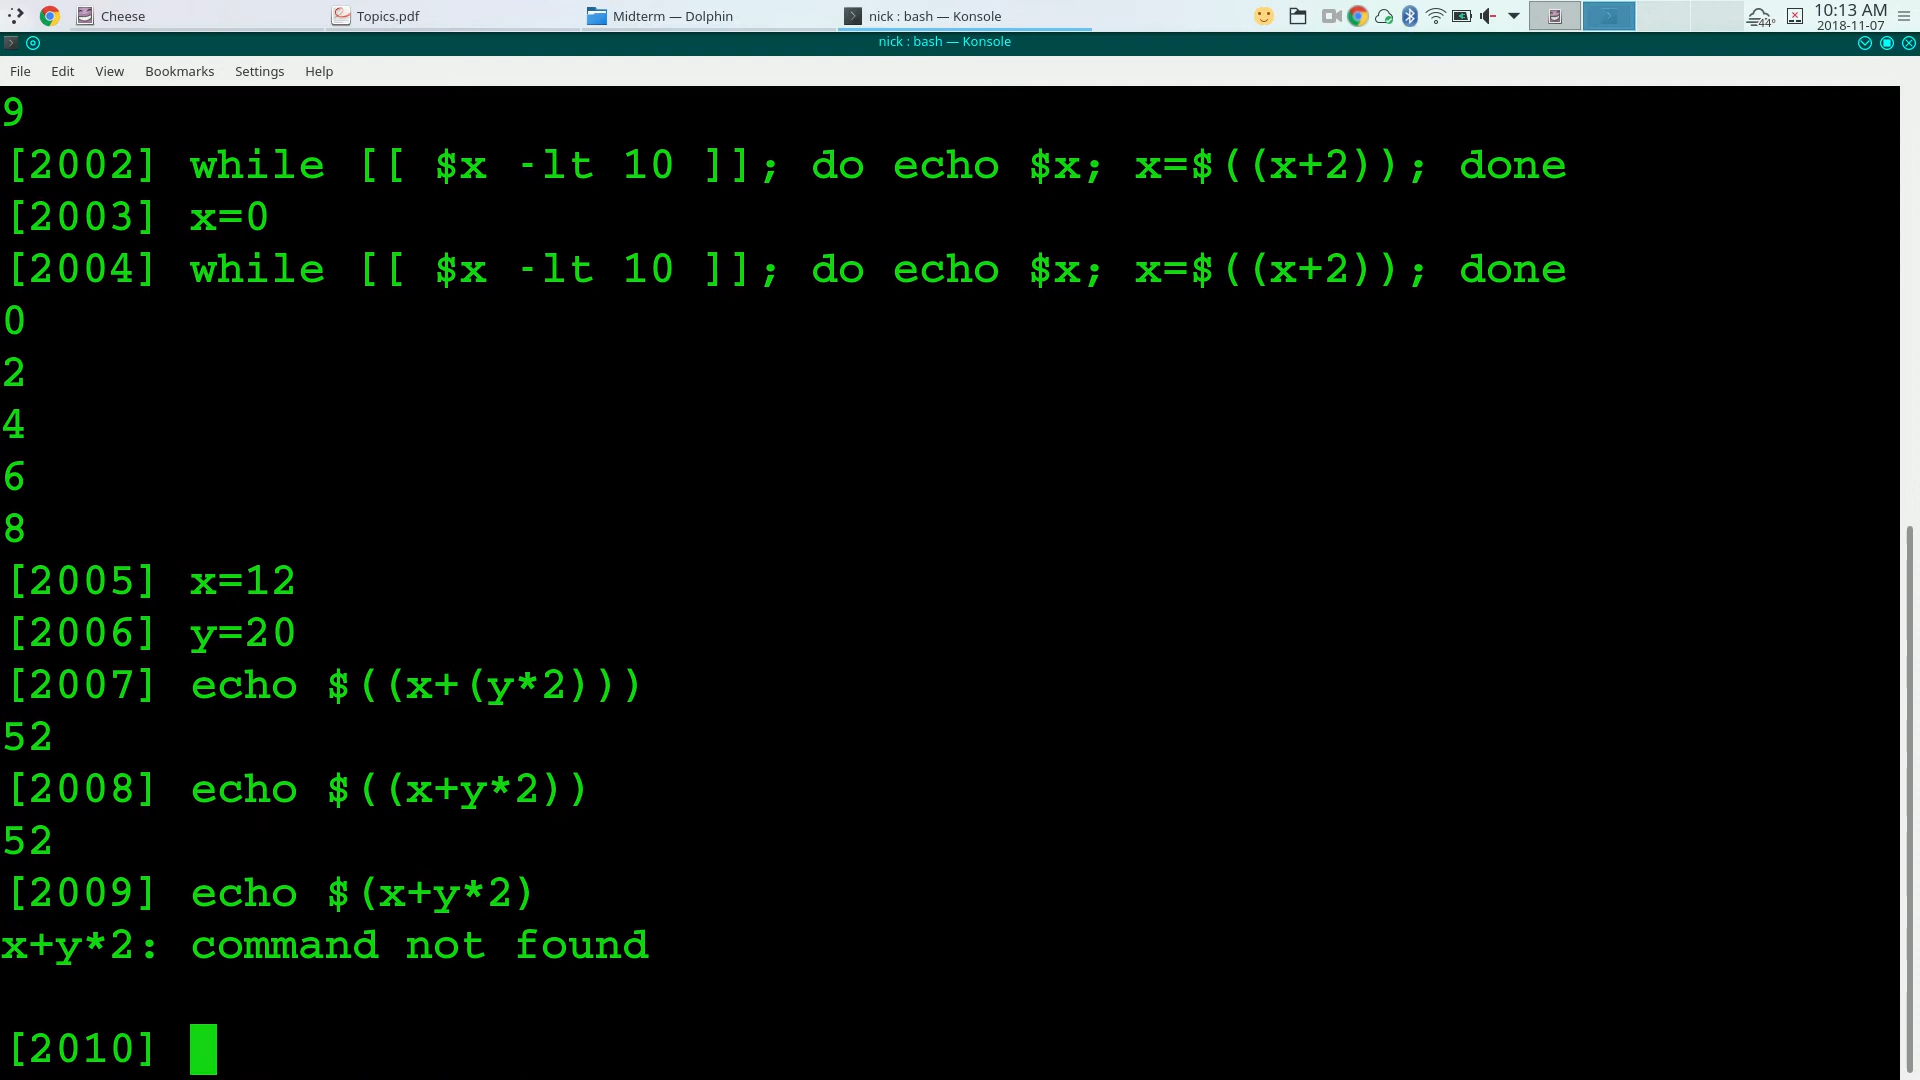 Cheese Topics.pdf Midterm — Dolphin nick : bash — Konsole 44° 10:13 AM
2018-11-07
nick : bash — Konsole
File Edit View Bookmarks Settings Help
9
[2002] while [[ $x -lt 10 ]]; do echo $x; x=$((x+2)); done
[2003] x=0
[2004] while [[ $x -lt 10 ]]; do echo $x; x=$((x+2)); done
0
2
4
6
8
[2005] x=12
[2006] y=20
[2007] echo $((x+(y*2)))
52
[2008] echo $((x+y*2))
52
[2009] echo $(x+y*2)
x+y*2: command not found
[2010]